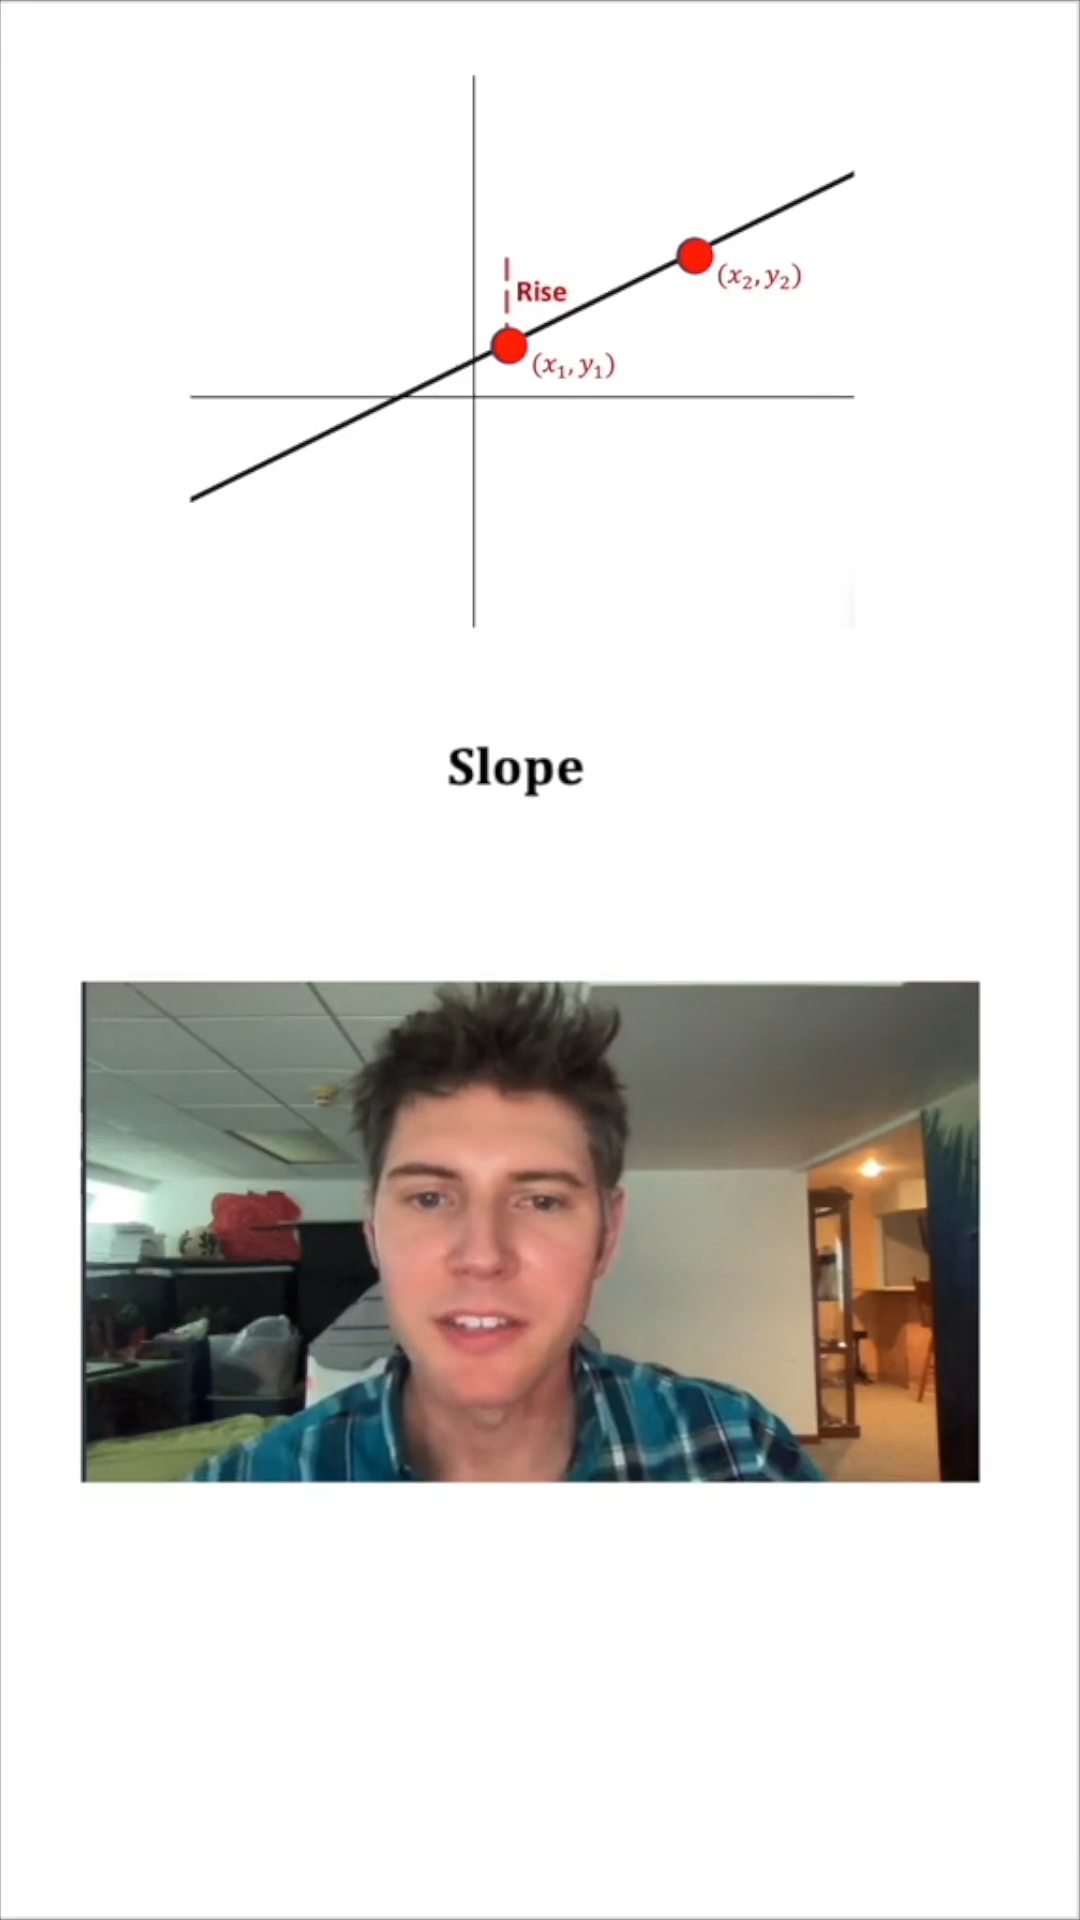 (x₂, y₂)
Rise
(x₁, y₁)
Slope